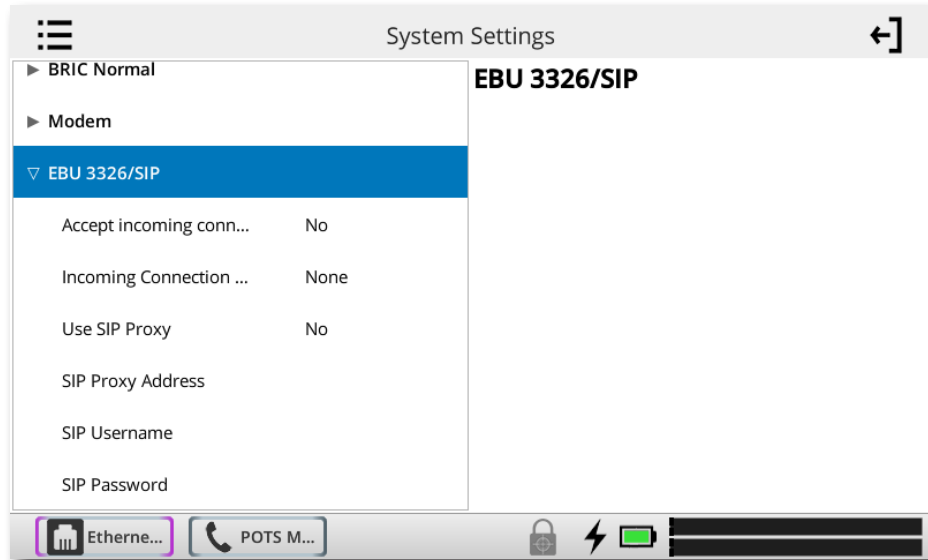 System Settings
BRIC Normal
EBU 3326/SIP
Modem
EBU 3326/SIP
Accept incoming conn... No
Incoming Connection ... None
Use SIP Proxy No
SIP Proxy Address
SIP Username
SIP Password
Etherne... POTS M...